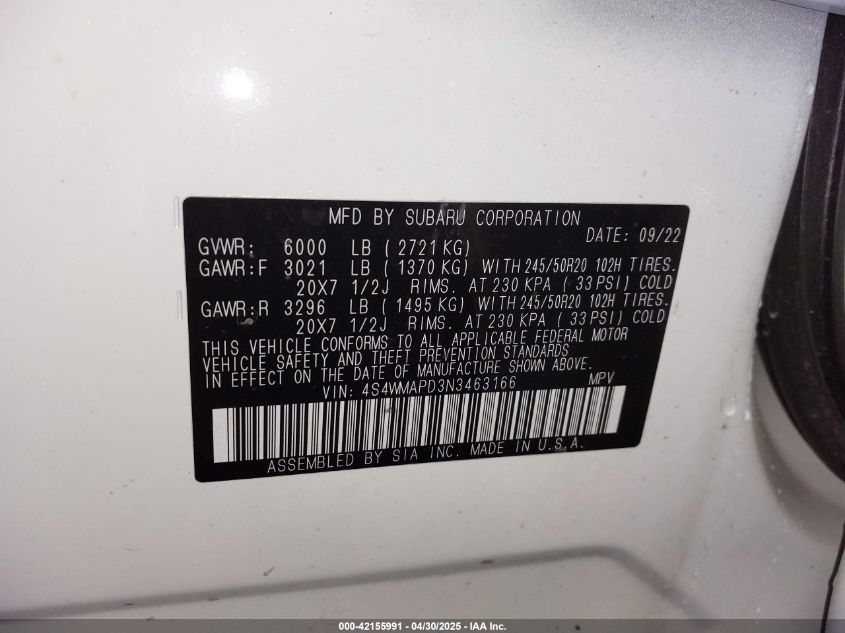 MFD BY SUBARU CORPORATION
DATE: 09/22
GVWR: 6000 LB ( 2721 KG)
GAWR:F 3021 LB ( 1370 KG) WITH 245/50R20 102H TIRES.
20X7 1/2J RIMS. AT 230 KPA ( 33 PSI) COLD
GAWR:R 3296 LB ( 1495 KG) WITH 245/50R20 102H TIRES.
20X7 1/2J RIMS. AT 230 KPA ( 33 PSI) COLD
THIS VEHICLE CONFORMS TO ALL APPLICABLE FEDERAL MOTOR
VEHICLE SAFETY AND THEFT PREVENTION STANDARDS
IN EFFECT ON THE DATE OF MANUFACTURE SHOWN ABOVE.
VIN: 4S4WMAPD3N3463166 MPV
ASSEMBLED BY SIA INC. MADE IN U.S.A.
000-42155991 - 04/30/2025 - IAA Inc.